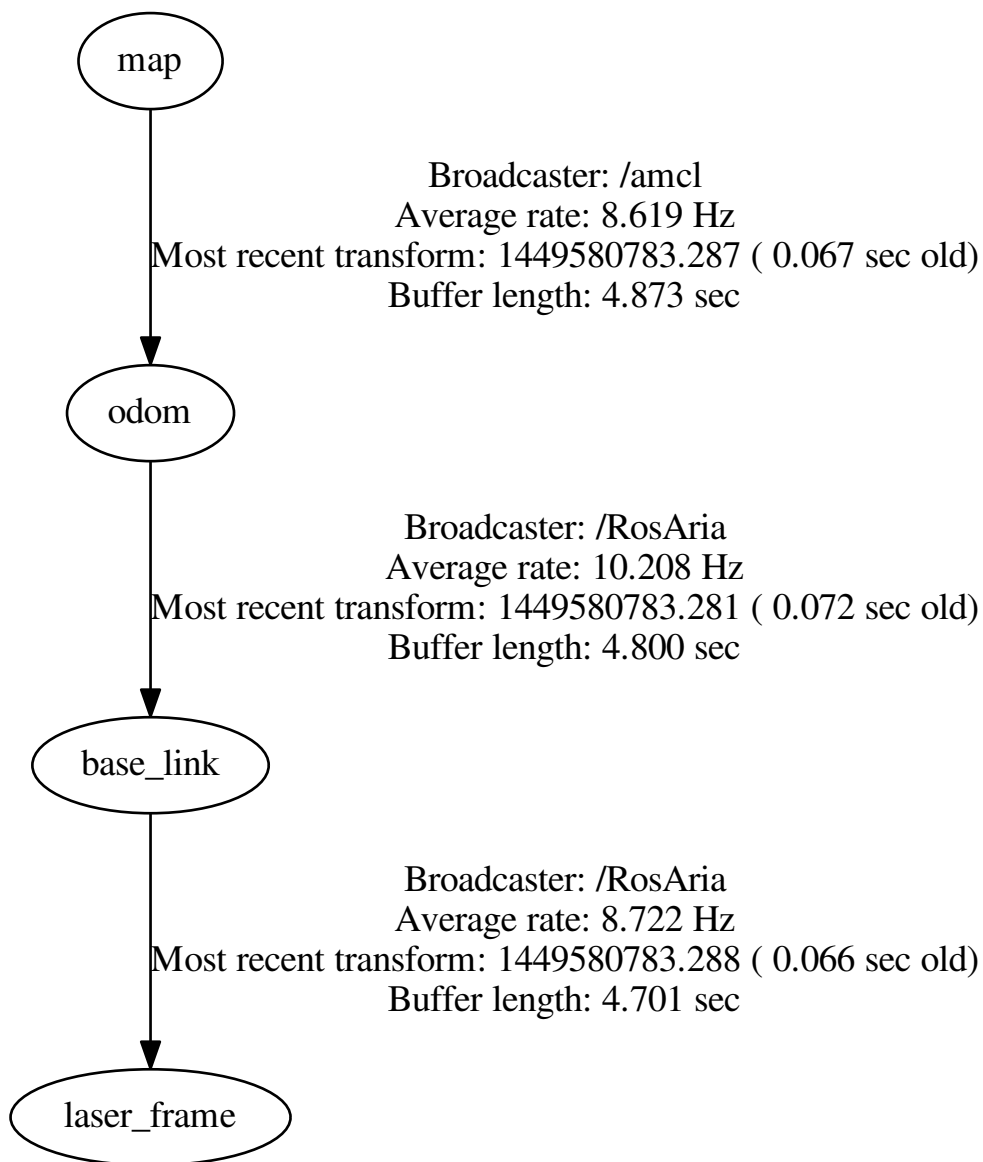 map
Broadcaster: /amcl
Average rate: 8.619 Hz
Most recent transform: 1449580783.287 ( 0.067 sec old)
Buffer length: 4.873 sec
odom
Broadcaster: /RosAria
Average rate: 10.208 Hz
Most recent transform: 1449580783.281 ( 0.072 sec old)
Buffer length: 4.800 sec
base_link
Broadcaster: /RosAria
Average rate: 8.722 Hz
Most recent transform: 1449580783.288 ( 0.066 sec old)
Buffer length: 4.701 sec
laser_frame